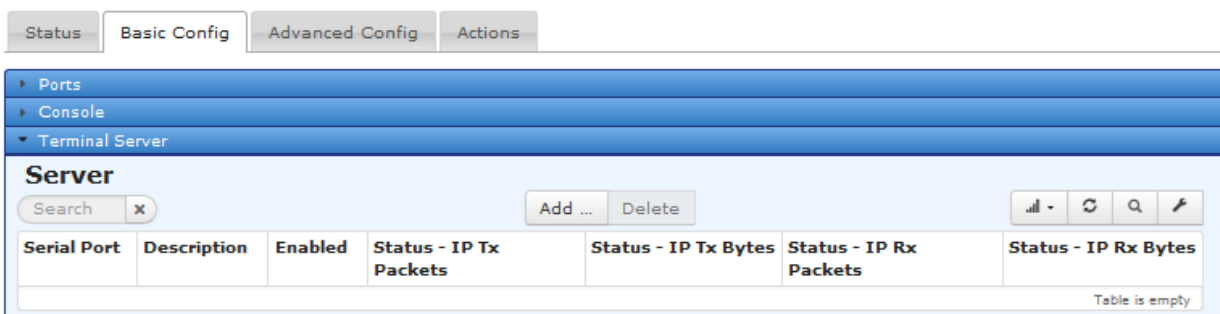 Status Basic Config Advanced Config Actions
Ports
Console
Terminal Server
Server
Search Add ... Delete
Serial Port Description Enabled Status - IP Tx Packets Status - IP Tx Bytes Status - IP Rx Packets Status - IP Rx Bytes
Table is empty